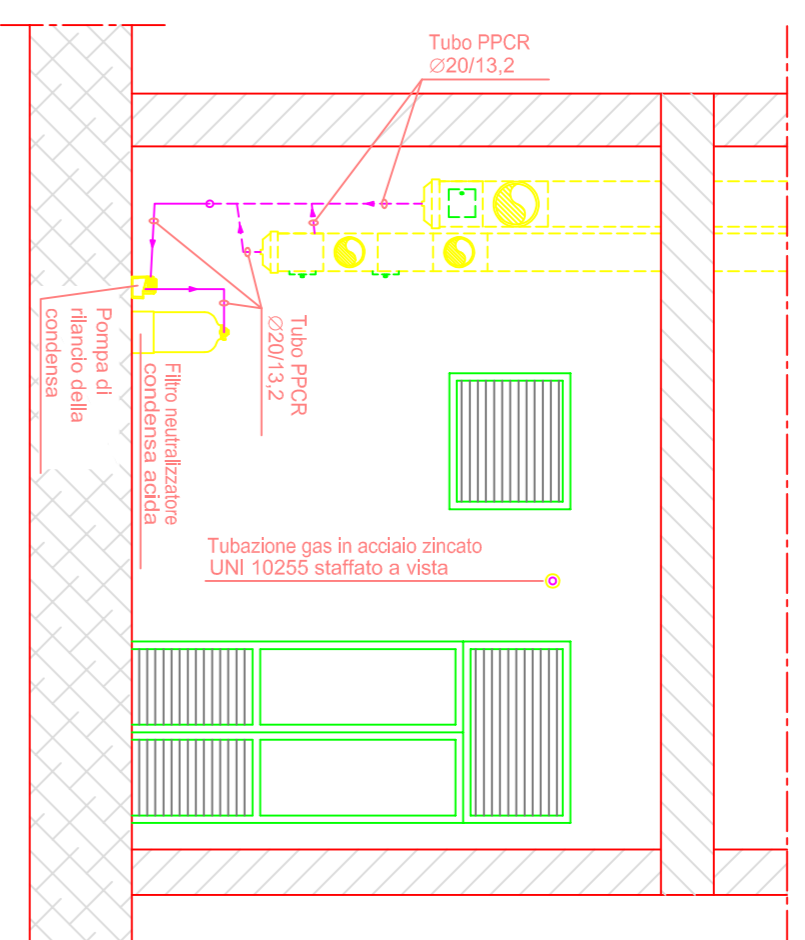 Tubo PPCR
∅20/13,2
Tubo PPCR
∅20/13,2
Pompa di
rilancio della
condensa
Filtro neutralizzatore
condensa acida
Tubazione gas in acciaio zincato
UNI 10255 staffato a vista